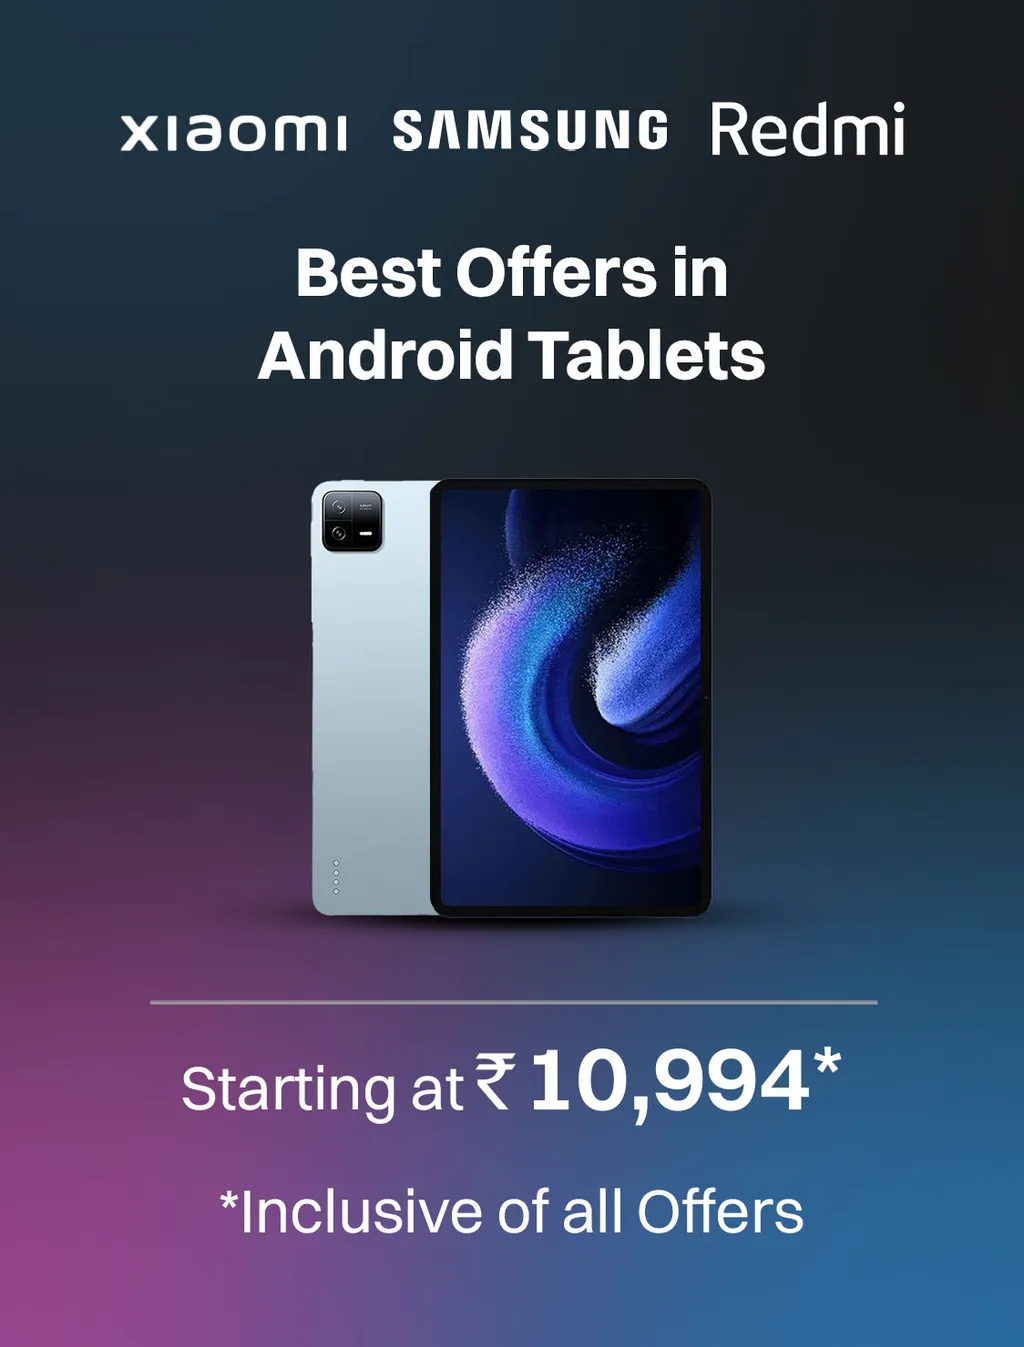 xiaomi SAMSUNG Redmi
Best Offers in
Android Tablets
Starting at ₹10,994*
*Inclusive of all Offers